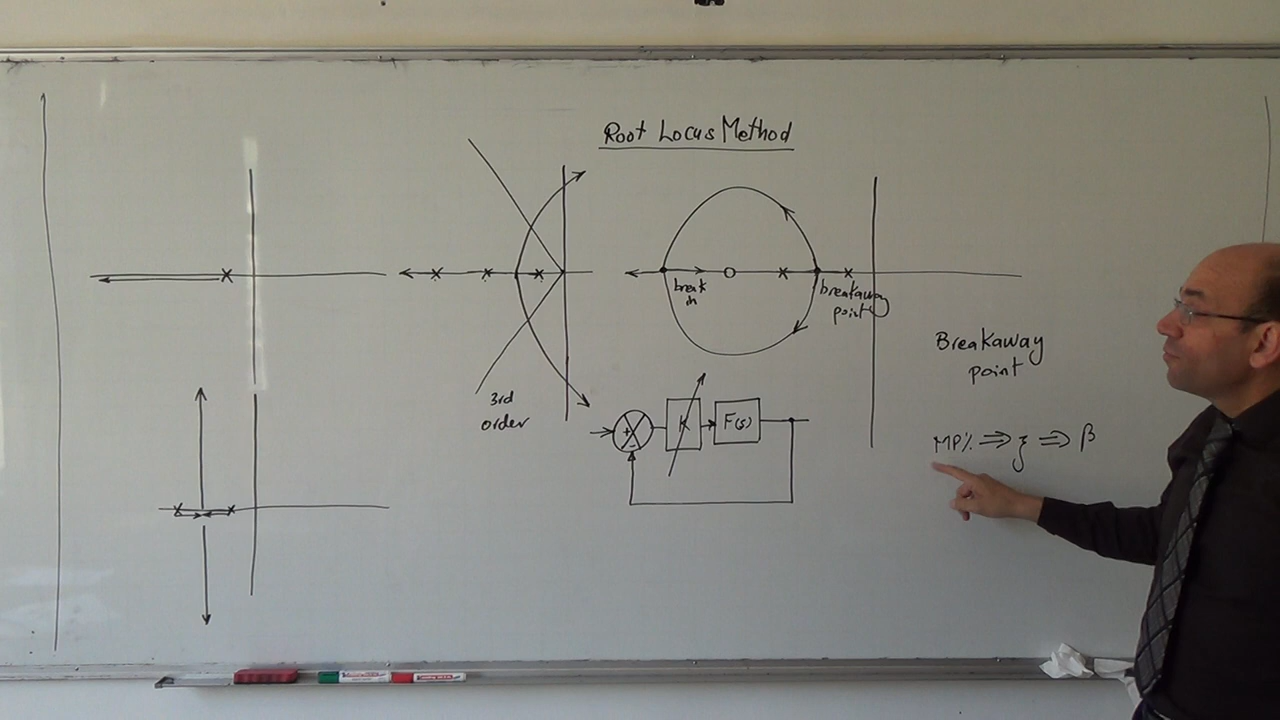 Root Locus Method
break
in
breakaway
point
Breakaway
point
3rd
order
+
-
K
F(s)
MP% ⇒ ξ ⇒ β